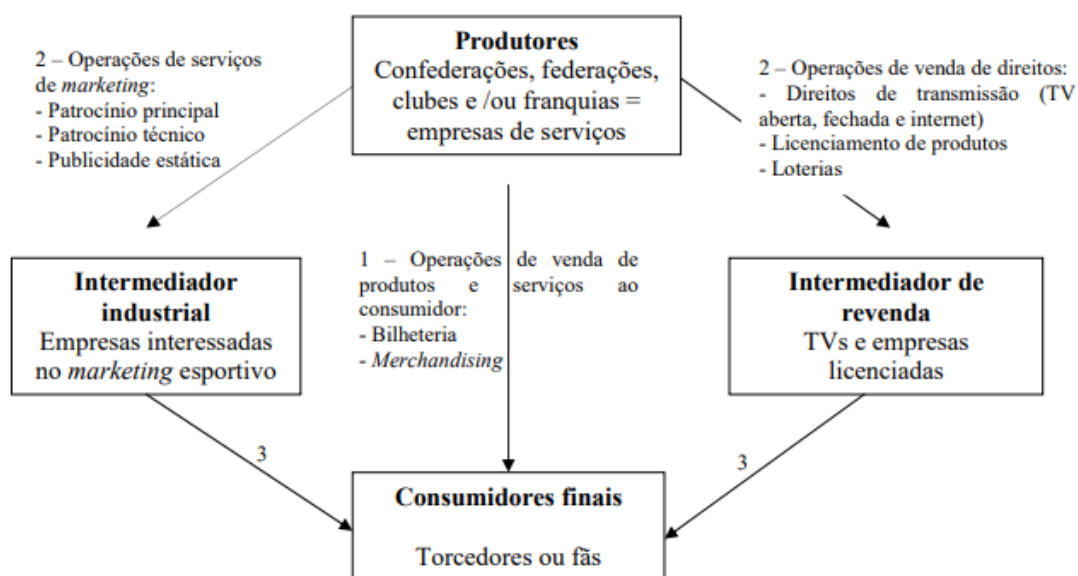 Produtores
Confederações, federações,
clubes e /ou franquias =
empresas de serviços
2 – Operações de serviços
de marketing:
- Patrocínio principal
- Patrocínio técnico
- Publicidade estática
2 – Operações de venda de direitos:
- Direitos de transmissão (TV
aberta, fechada e internet)
- Licenciamento de produtos
- Loterias
Intermediador
industrial
Empresas interessadas
no marketing esportivo
1 – Operações de venda de
produtos e serviços ao
consumidor:
- Bilheteria
- Merchandising
Intermediador de
revenda
TVs e empresas
licenciadas
3
3
Consumidores finais
Torcedores ou fãs